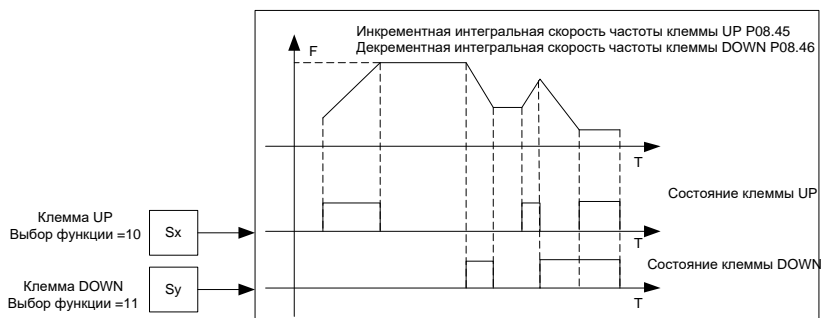 Инкрементная интегральная скорость частоты клеммы UP P08.45
Декрементная интегральная скорость частоты клеммы DOWN P08.46
F
T
Состояние клеммы UP
Клемма UP
Выбор функции =10
Sx
T
Состояние клеммы DOWN
Клемма DOWN
Выбор функции =11
Sy
T